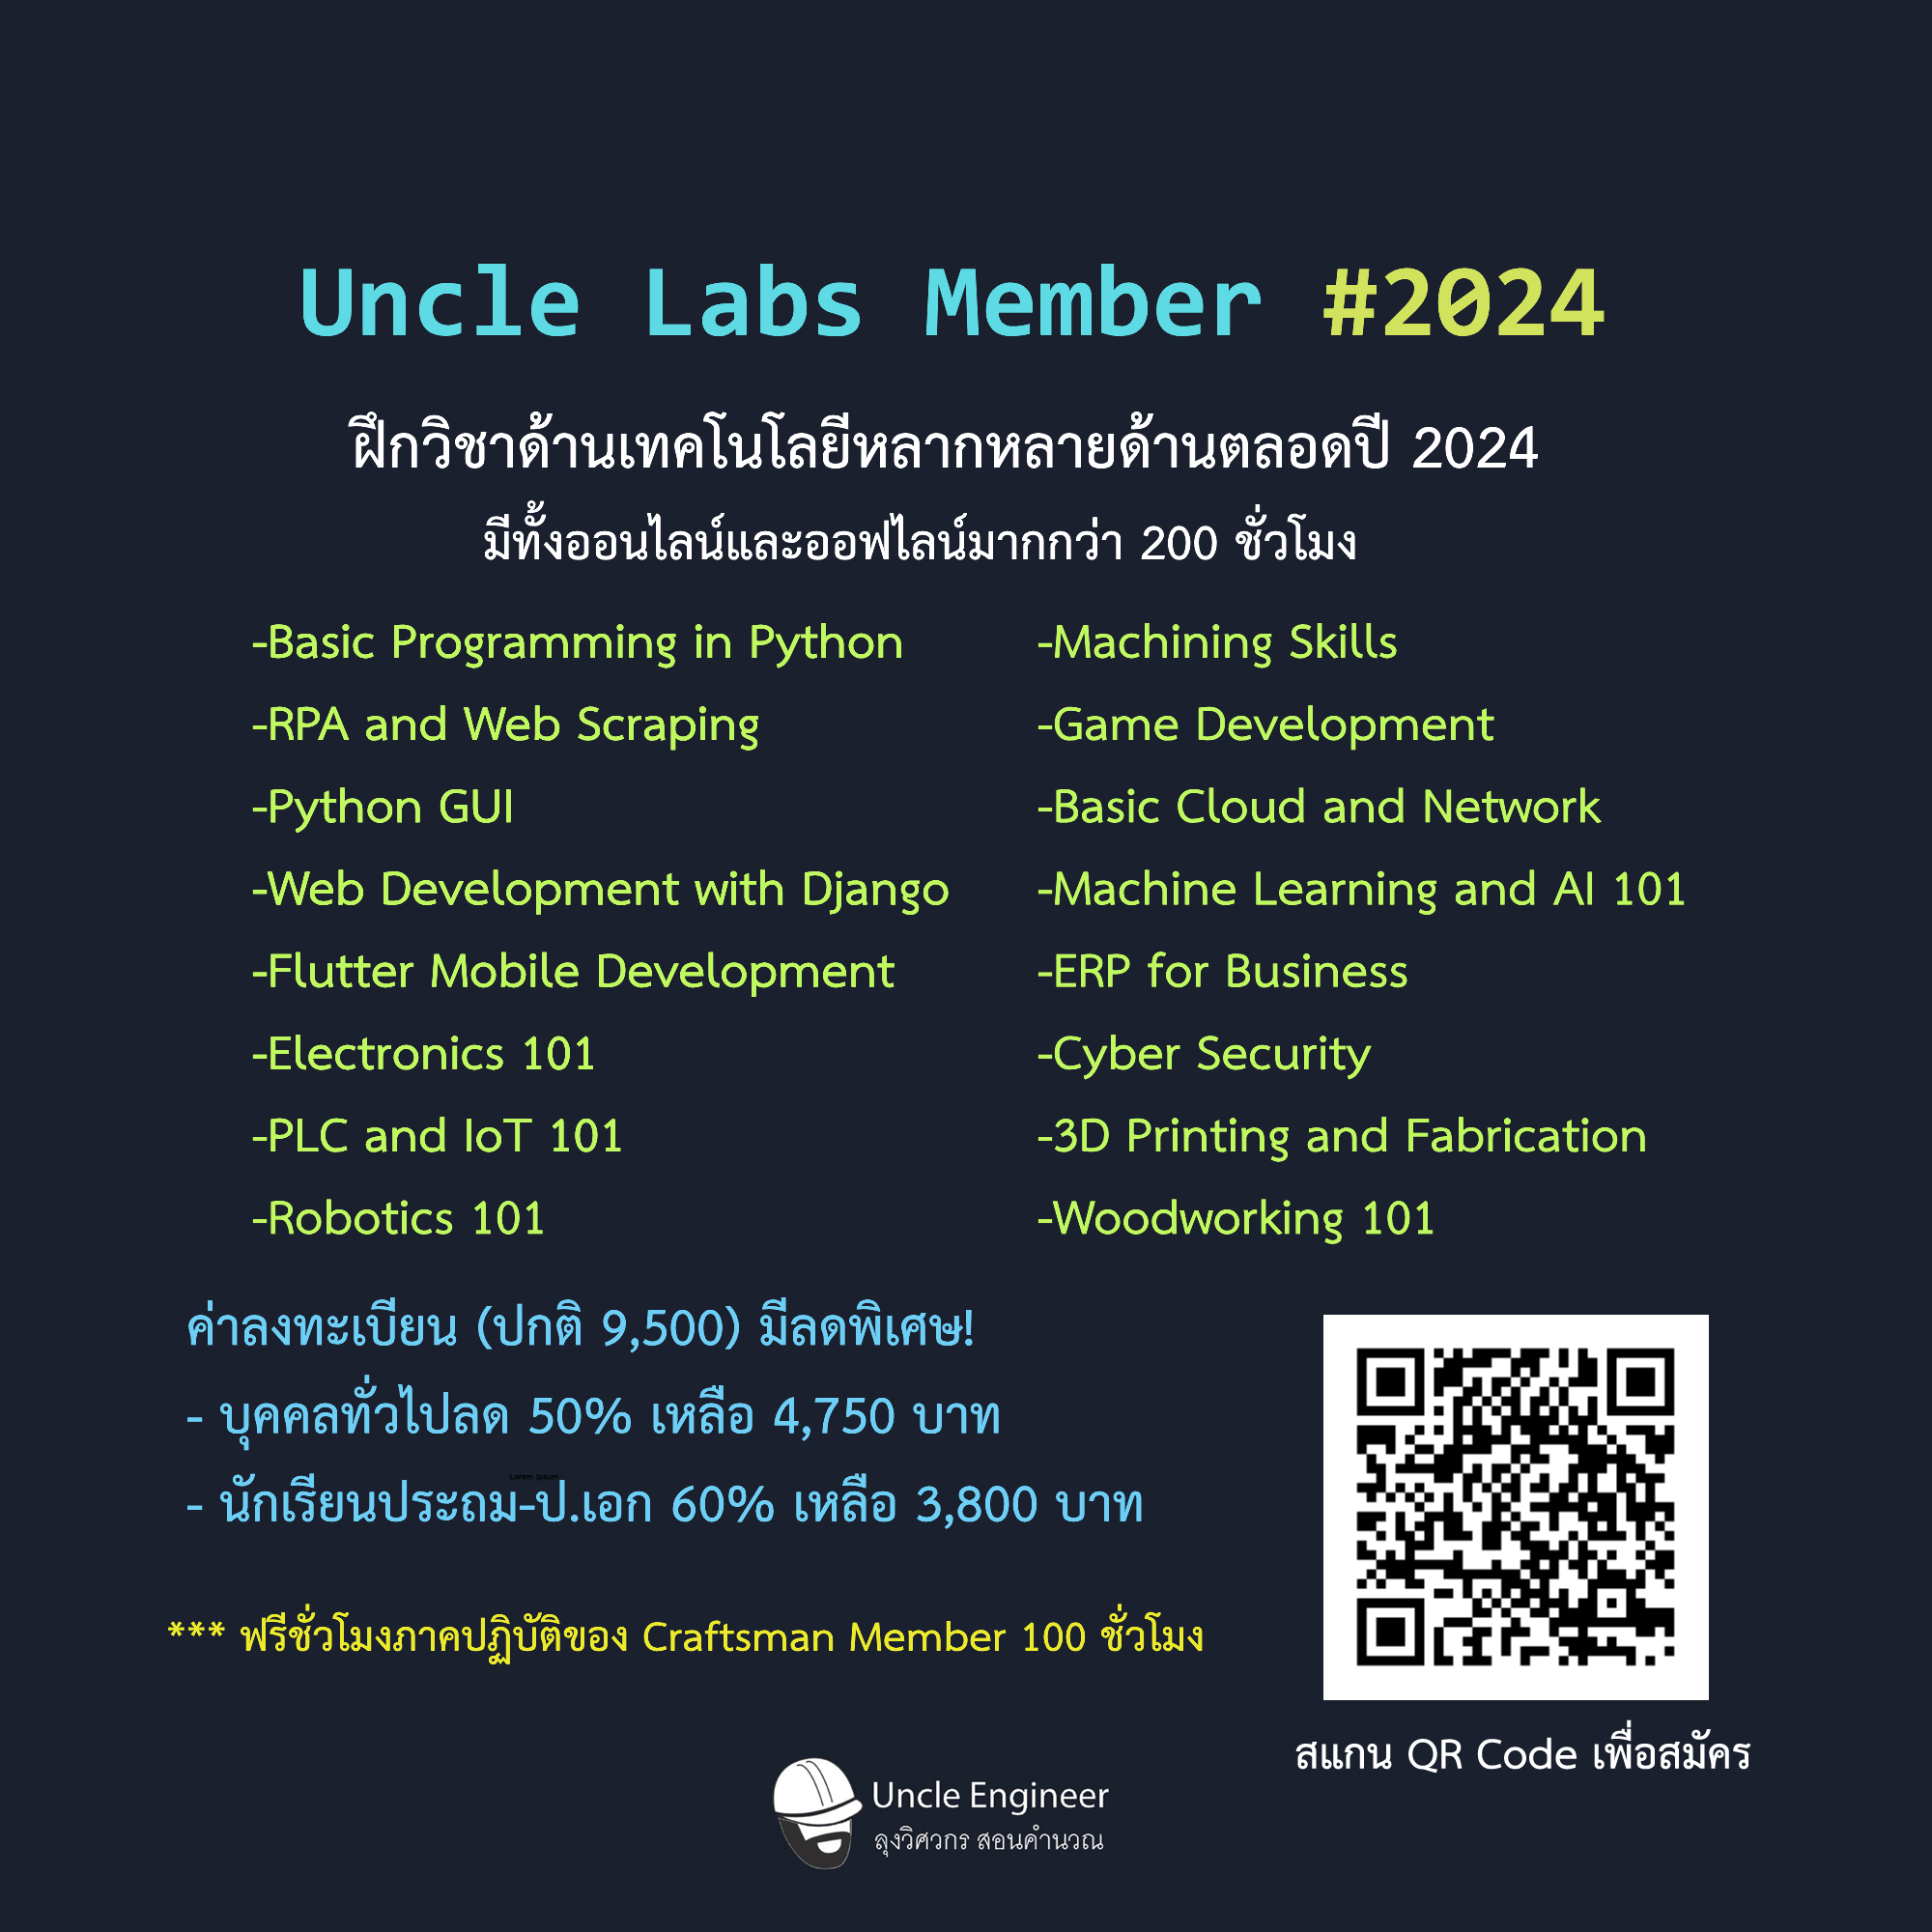 Uncle Labs Member #2024
ฝึกวิชาด้านเทคโนโลยีหลากหลายด้านตลอดปี 2024
มีทั้งออนไลน์และออฟไลน์มากกว่า 200 ชั่วโมง
-Basic Programming in Python
-RPA and Web Scraping
-Python GUI
-Web Development with Django
-Flutter Mobile Development
-Electronics 101
-PLC and IoT 101
-Robotics 101
-Machining Skills
-Game Development
-Basic Cloud and Network
-Machine Learning and AI 101
-ERP for Business
-Cyber Security
-3D Printing and Fabrication
-Woodworking 101
ค่าลงทะเบียน (ปกติ 9,500) มีลดพิเศษ!
- บุคคลทั่วไปลด 50% เหลือ 4,750 บาท
Lorem ipsum
- นักเรียนประถม-ป.เอก 60% เหลือ 3,800 บาท
*** ฟรีชั่วโมงภาคปฏิบัติของ Craftsman Member 100 ชั่วโมง
สแกน QR Code เพื่อสมัคร
Uncle Engineer
ลุงวิศวกร สอนคำนวณ